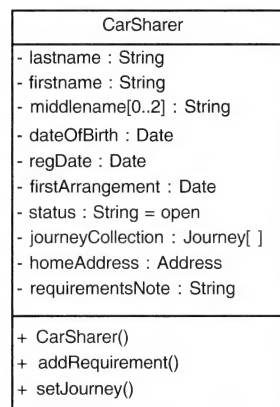 CarSharer
- lastname : String
- firstname : String
- middlename[0..2] : String
- dateOfBirth : Date
- regDate : Date
- firstArrangement : Date
- status : String = open
- journeyCollection : Journey[ ]
- homeAddress : Address
- requirementsNote : String
+ CarSharer()
+ addRequirement()
+ setJourney()